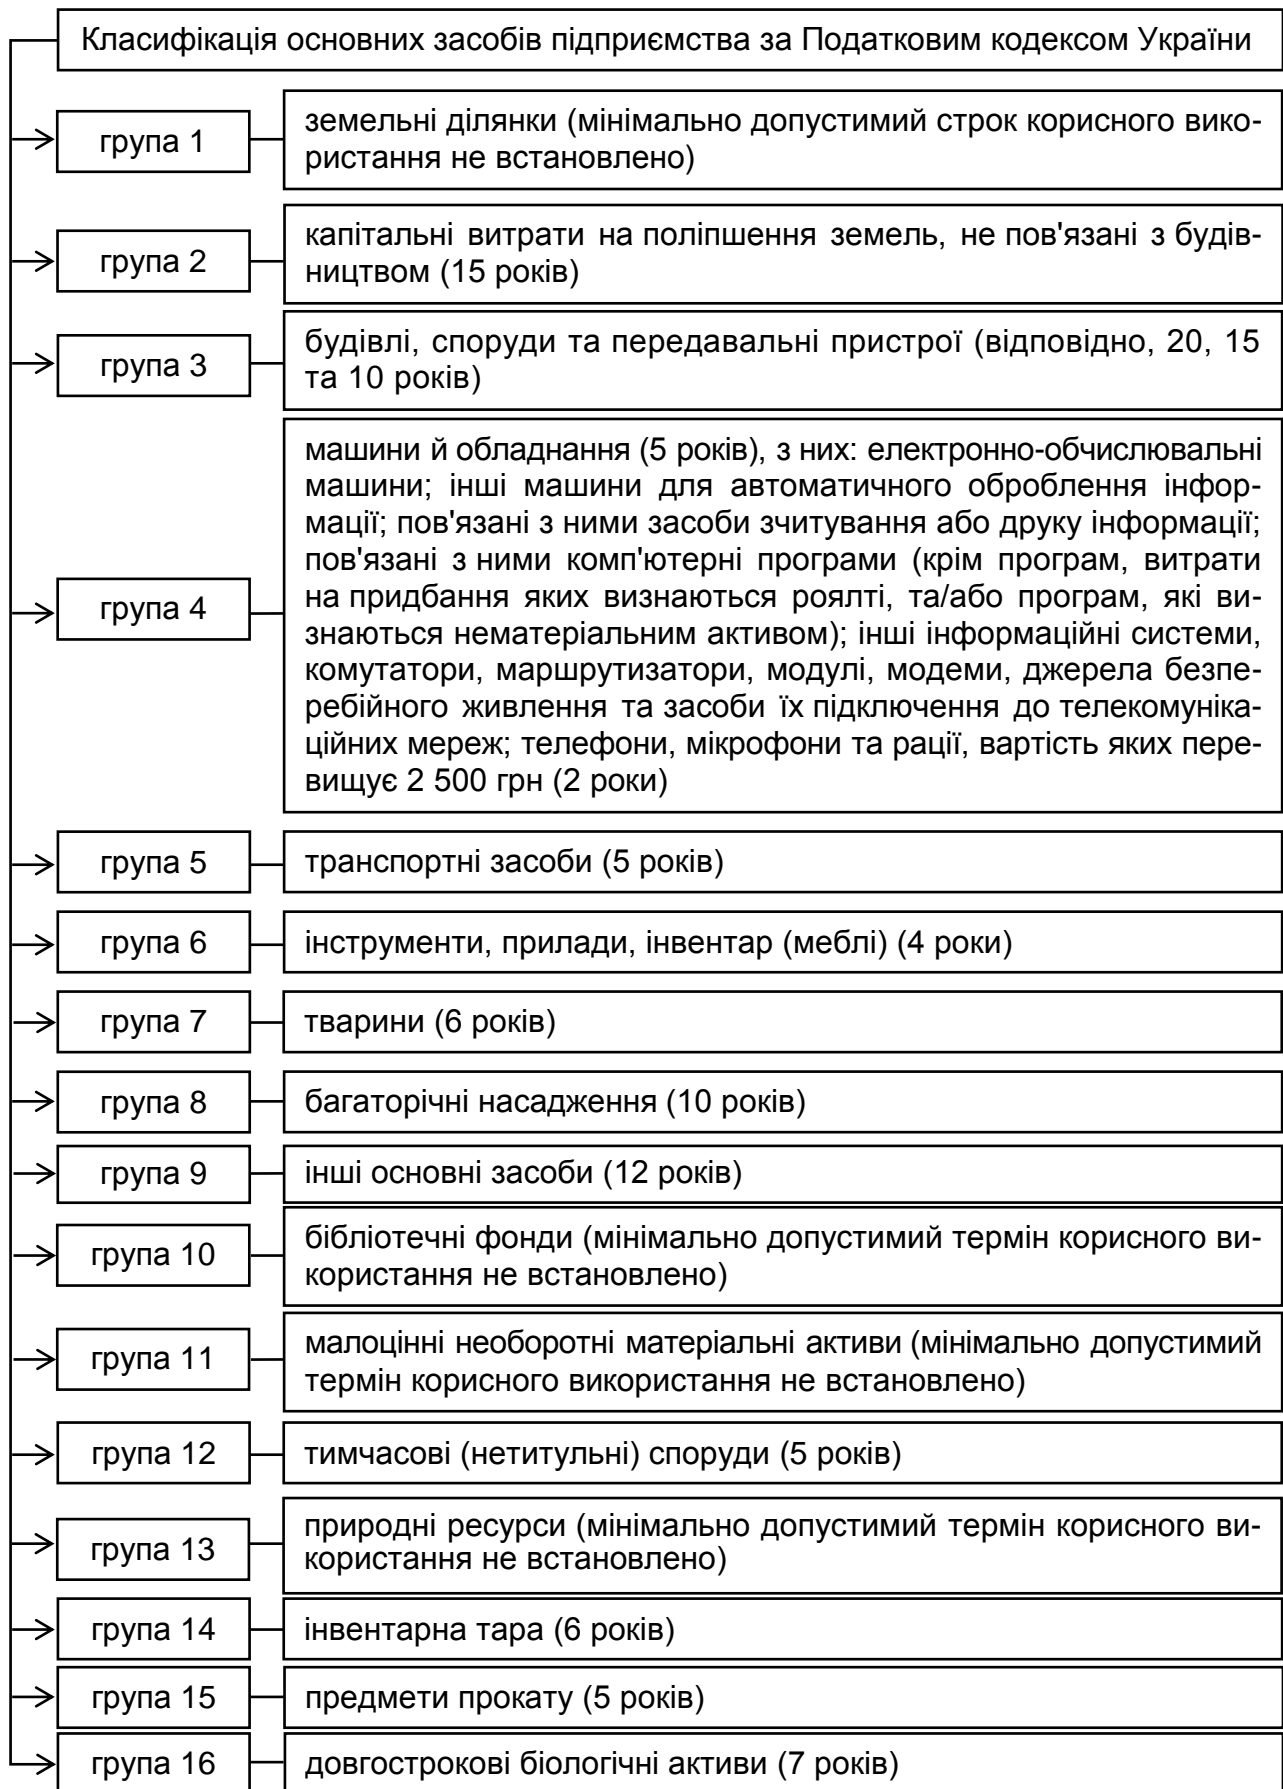 Класифікація основних засобів підприємства за Податковим кодексом України
група 1
земельні ділянки (мінімально допустимий строк корисного вико-
ристання не встановлено)
група 2
капітальні витрати на поліпшення земель, не пов'язані з будів-
ництвом (15 років)
група 3
будівлі, споруди та передавальні пристрої (відповідно, 20, 15
та 10 років)
група 4
машини й обладнання (5 років), з них: електронно-обчислювальні
машини; інші машини для автоматичного оброблення інфор-
мації; пов'язані з ними засоби зчитування або друку інформації;
пов'язані з ними комп'ютерні програми (крім програм, витрати
на придбання яких визнаються роялті, та/або програм, які ви-
знаються нематеріальним активом); інші інформаційні системи,
комутатори, маршрутизатори, модулі, модеми, джерела безпе-
ребійного живлення та засоби їх підключення до телекомуніка-
ційних мереж; телефони, мікрофони та рації, вартість яких пере-
вищує 2 500 грн (2 роки)
група 5
транспортні засоби (5 років)
група 6
інструменти, прилади, інвентар (меблі) (4 роки)
група 7
тварини (6 років)
група 8
багаторічні насадження (10 років)
група 9
інші основні засоби (12 років)
група 10
бібліотечні фонди (мінімально допустимий термін корисного ви-
користання не встановлено)
група 11
малоцінні необоротні матеріальні активи (мінімально допустимий
термін корисного використання не встановлено)
група 12
тимчасові (нетитульні) споруди (5 років)
група 13
природні ресурси (мінімально допустимий термін корисного ви-
користання не встановлено)
група 14
інвентарна тара (6 років)
група 15
предмети прокату (5 років)
група 16
довгострокові біологічні активи (7 років)